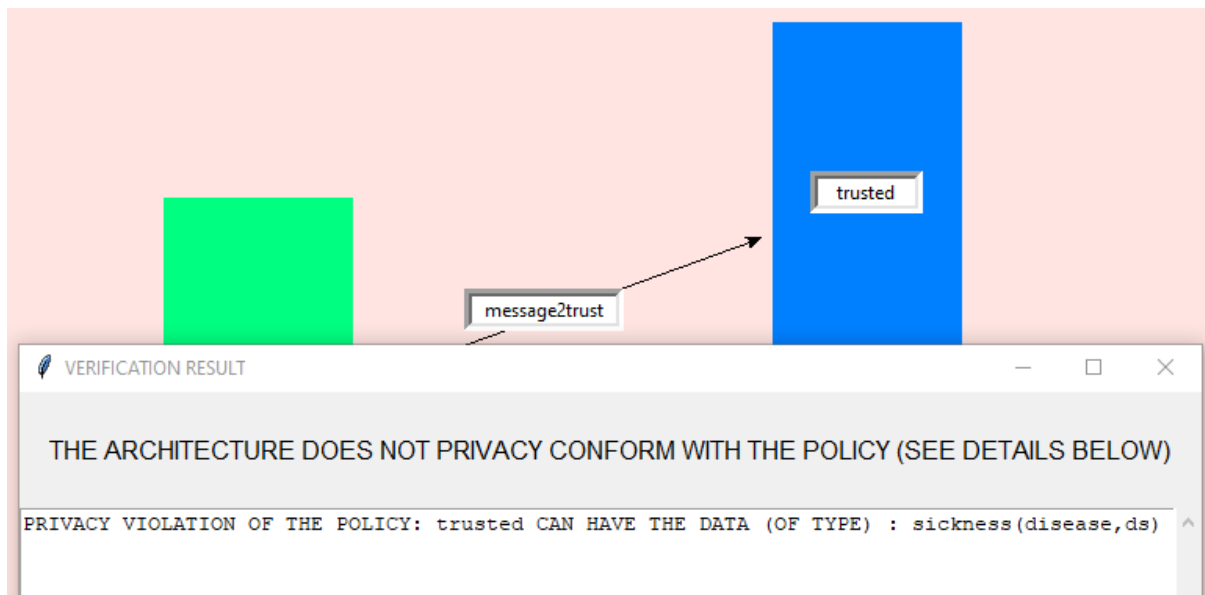 trusted
message2trust
VERIFICATION RESULT
THE ARCHITECTURE DOES NOT PRIVACY CONFORM WITH THE POLICY (SEE DETAILS BELOW)
PRIVACY VIOLATION OF THE POLICY: trusted CAN HAVE THE DATA (OF TYPE) : sickness(disease,ds)